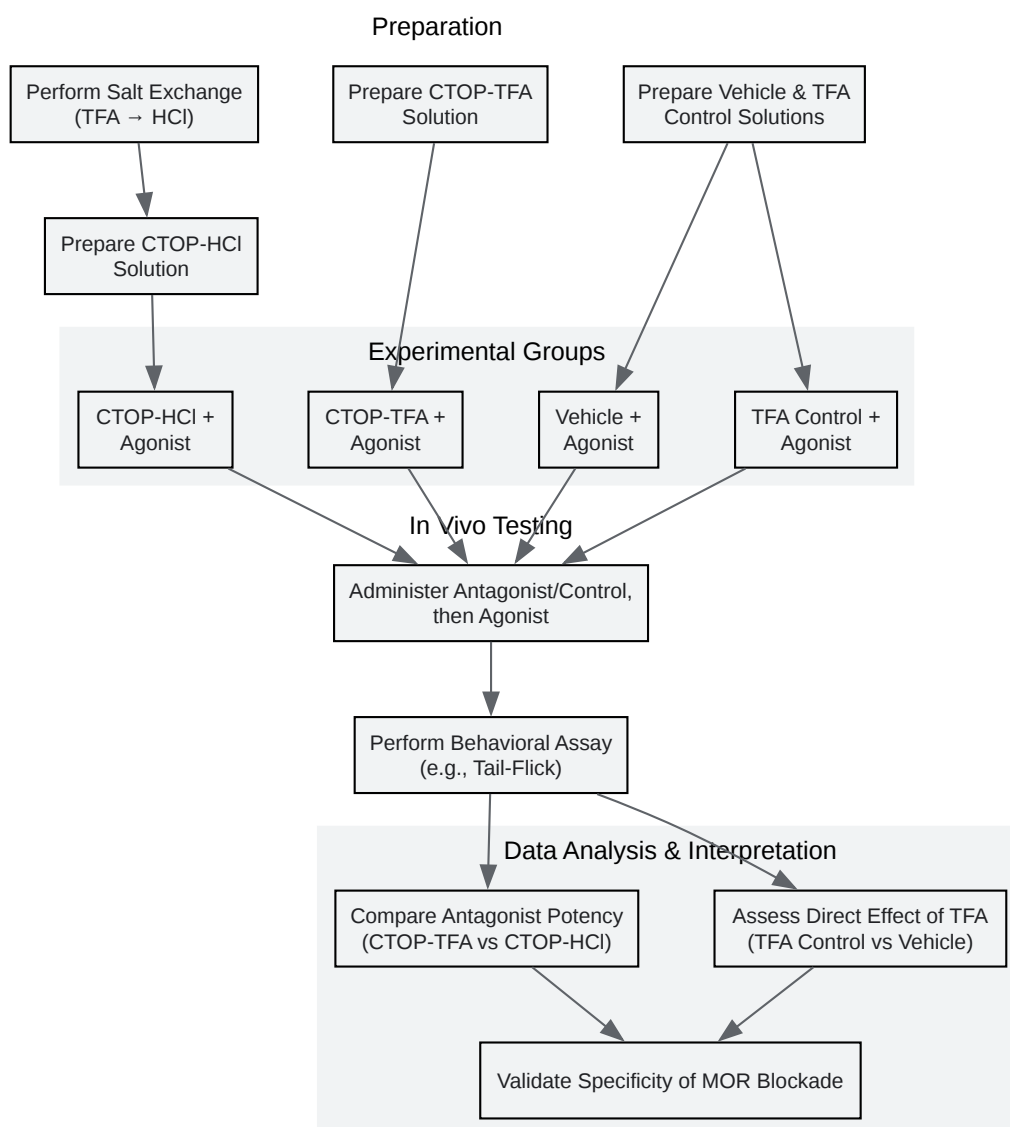 Preparation
Perform Salt Exchange
(TFA → HCl)
Prepare CTOP-TFA
Solution
Prepare Vehicle & TFA
Control Solutions
Prepare CTOP-HCl
Solution
Experimental Groups
CTOP-HCl +
Agonist
CTOP-TFA +
Agonist
Vehicle +
Agonist
TFA Control +
Agonist
In Vivo Testing
Administer Antagonist/Control,
then Agonist
Perform Behavioral Assay
(e.g., Tail-Flick)
Data Analysis & Interpretation
Compare Antagonist Potency
(CTOP-TFA vs CTOP-HCl)
Assess Direct Effect of TFA
(TFA Control vs Vehicle)
Validate Specificity of MOR Blockade